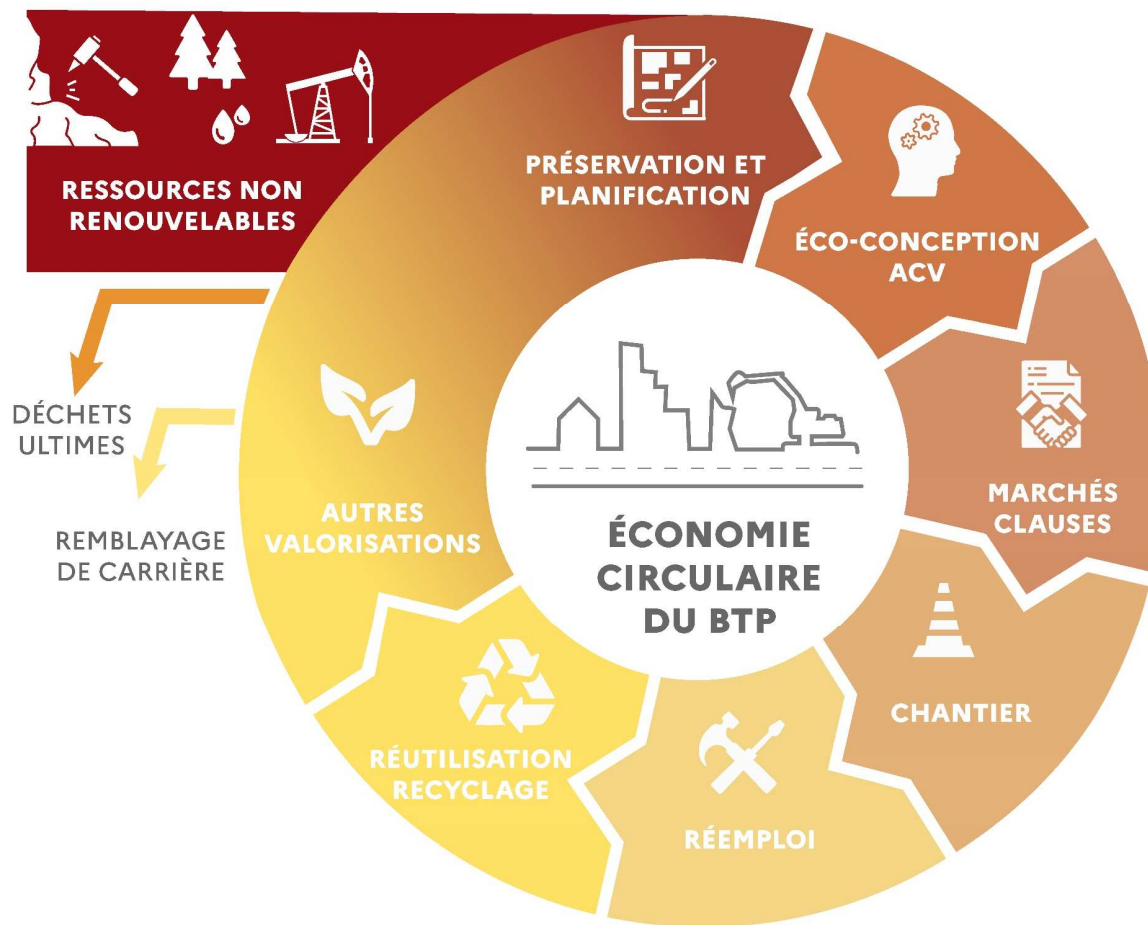 RESSOURCES NON
RENOUVELABLES
PRÉSERVATION ET
PLANIFICATION
ÉCO-CONCEPTION
ACV
MARCHÉS
CLAUSES
CHANTIER
RÉEMPLOI
RÉUTILISATION
RECYCLAGE
AUTRES
VALORISATIONS
DÉCHETS
ULTIMES
REMBLAYAGE
DE CARRIÈRE
ÉCONOMIE
CIRCULAIRE
DU BTP